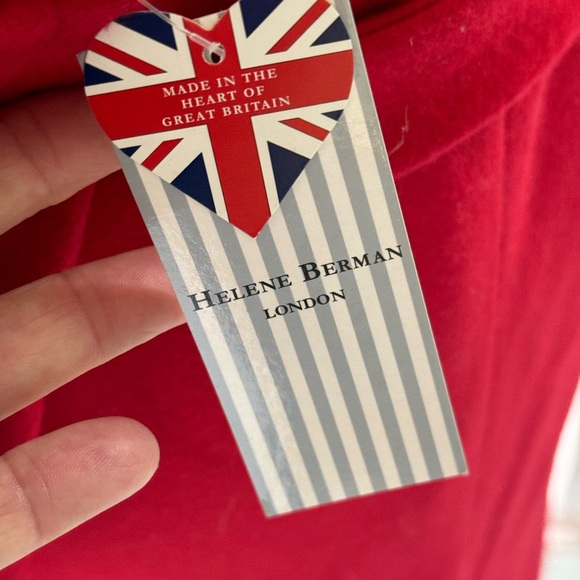 MADE IN THE
HEART OF
GREAT BRITAIN
HELENE BERMAN
LONDON